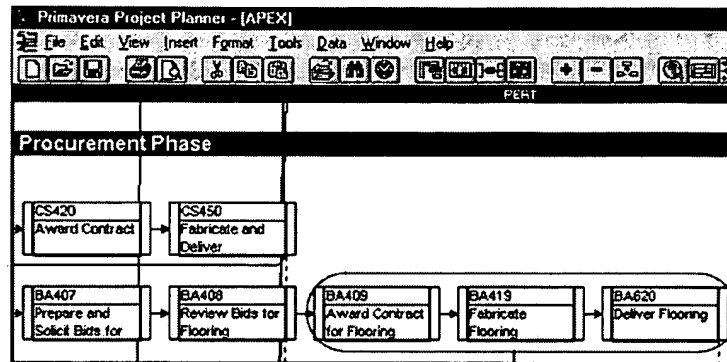 Primavera Project Planner - [APEX]
File Edit View Insert Format Tools Data Window Help
PERT
Procurement Phase
CS420
Award Contract
CS450
Fabricate and
Deliver
BA407
Prepare and
Solicit Bids for
BA408
Review Bids for
Flooring
BA409
Award Contract
for Flooring
BA419
Fabricate
Flooring
BA620
Deliver Flooring